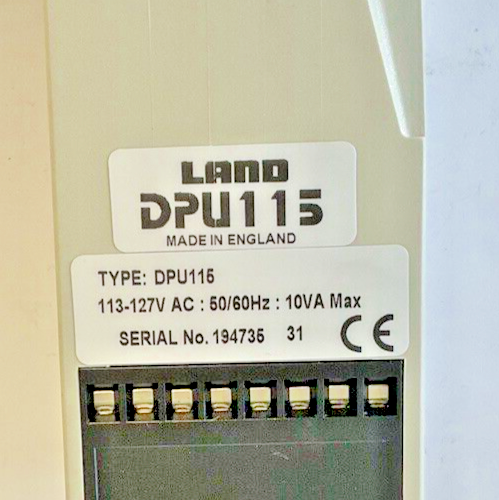 LAND
DPU115
MADE IN ENGLAND
TYPE: DPU115
113-127V AC : 50/60Hz : 10VA Max
SERIAL No. 194735 31 CE